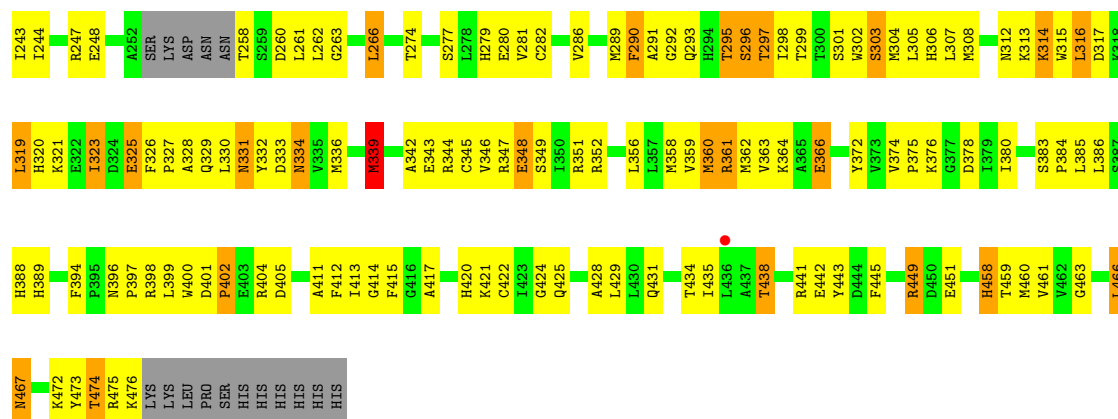 I243 I244 R247 E248 A252 SER LYS ASP ASN ASN T258 S259 D260 L261 L262 G263 L266 T274 S277 L278 H279 E280 V281 C282 V286 M289 F290 A291 G292 Q293 H294 T295 S296 T297 I298 T299 T300 S301 W302 S303 M304 L305 H306 L307 M308 N312 K313 K314 W315 L316 D317 K318
L319 H320 K321 E322 I323 D324 E325 F326 P327 A328 Q329 L330 N331 Y332 D333 N334 V335 M336 M339 A342 E343 R344 C345 V346 R347 E348 S349 I350 R351 R352 L356 L357 M358 V359 M360 R361 M362 V363 K364 A365 E366 Y372 V373 V374 P375 K376 G377 D378 I379 I380 S383 P384 L385 L386 S387
H388 H389 F394 P395 N396 P397 R398 L399 W400 D401 P402 E403 R404 D405 A411 F412 I413 G414 F415 G416 A417 H420 K421 C422 I423 G424 Q425 A428 L429 L430 Q431 T434 I435 L436 A437 T438 R441 E442 Y443 D444 F445 R449 D450 E451 H458 T459 M460 V461 V462 G463 L466
N467 K472 Y473 T474 R475 K476 LYS LYS LEU PRO SER HIS HIS HIS HIS HIS HIS